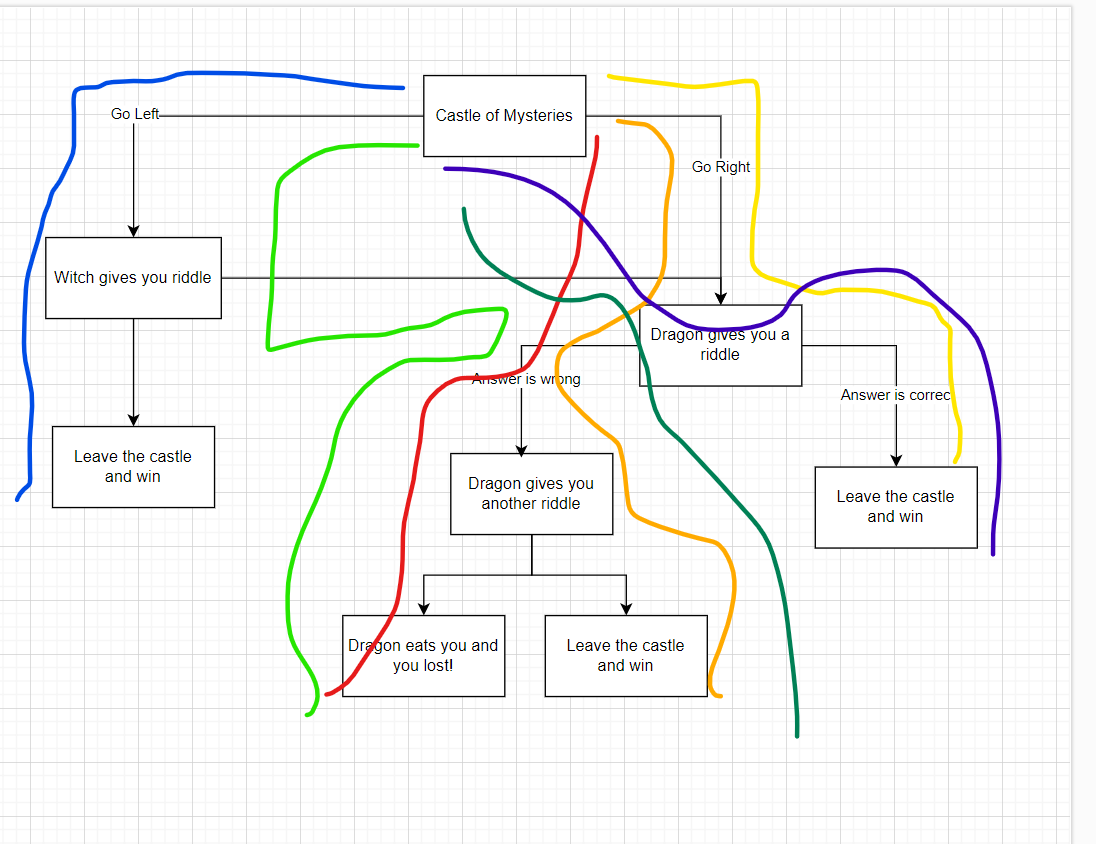 Castle of Mysteries
Go Left
Go Right
Witch gives you riddle
Dragon gives you a
riddle
Answer is wrong
Answer is correc
Leave the castle
and win
Dragon gives you
another riddle
Leave the castle
and win
Dragon eats you and
you lost!
Leave the castle
and win